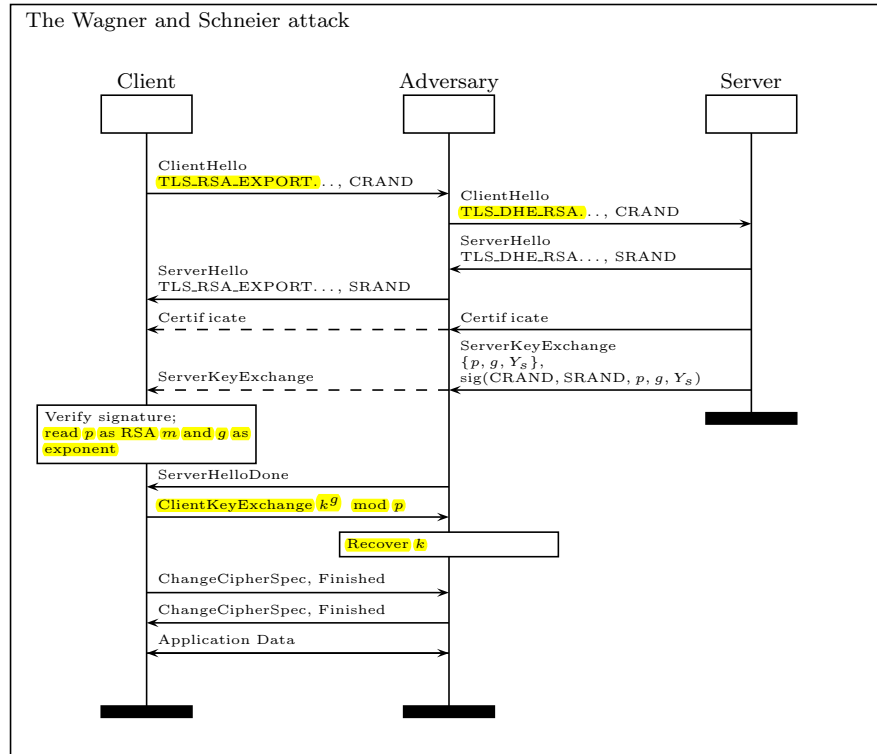 The Wagner and Schneier attack
Client
Adversary
Server
ClientHello
TLS_RSA_EXPORT..., CRAND
ClientHello
TLS_DHE_RSA..., CRAND
ServerHello
TLS_DHE_RSA..., SRAND
ServerHello
TLS_RSA_EXPORT..., SRAND
Certificate
Certificate
ServerKeyExchange
{p, g, Y_s},
sig(CRAND, SRAND, p, g, Y_s)
ServerKeyExchange
Verify signature;
read p as RSA m and g as
exponent
ServerHelloDone
ClientKeyExchange k^g mod p
Recover k
ChangeCipherSpec, Finished
ChangeCipherSpec, Finished
Application Data